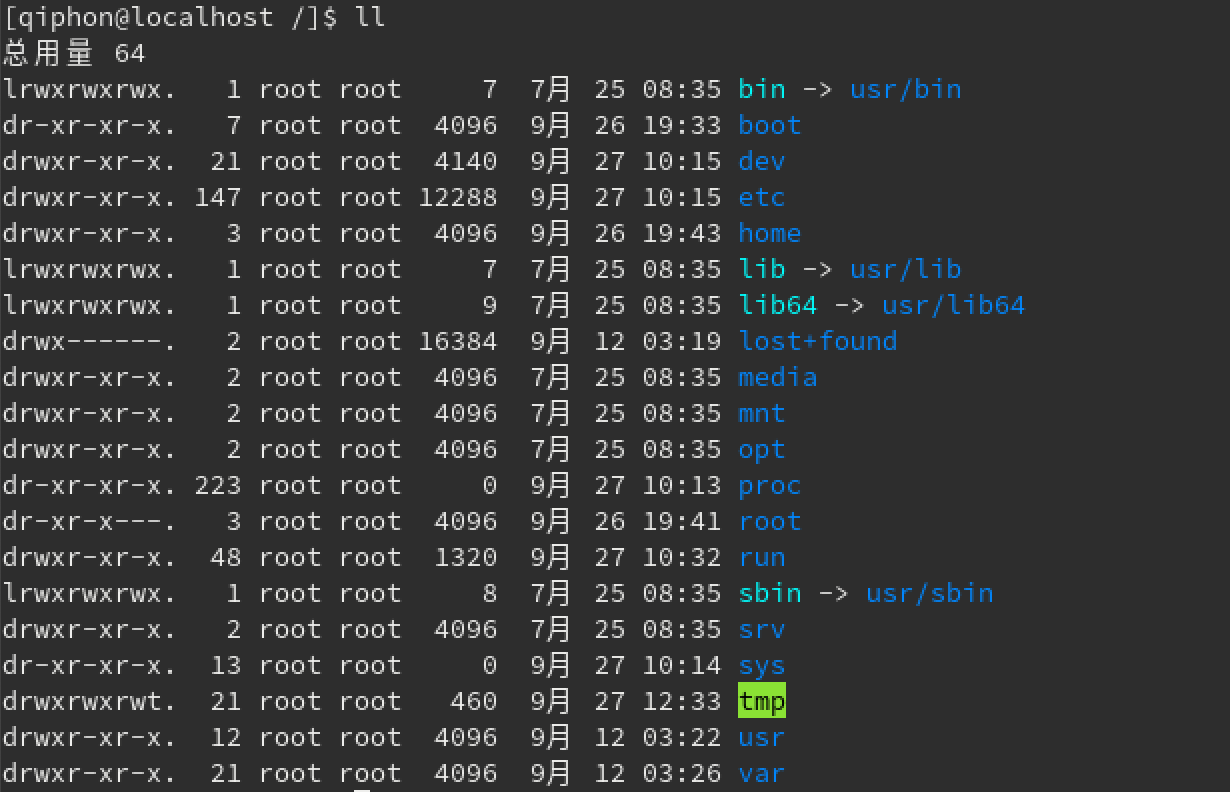 [qiphon@localhost /]$ ll
总用量 64
lrwxrwxrwx.   1 root root     7  7月  25 08:35 bin -> usr/bin
dr-xr-xr-x.   7 root root  4096  9月  26 19:33 boot
drwxr-xr-x.  21 root root  4140  9月  27 10:15 dev
drwxr-xr-x. 147 root root 12288  9月  27 10:15 etc
drwxr-xr-x.   3 root root  4096  9月  26 19:43 home
lrwxrwxrwx.   1 root root     7  7月  25 08:35 lib -> usr/lib
lrwxrwxrwx.   1 root root     9  7月  25 08:35 lib64 -> usr/lib64
drwx------.   2 root root 16384  9月  12 03:19 lost+found
drwxr-xr-x.   2 root root  4096  7月  25 08:35 media
drwxr-xr-x.   2 root root  4096  7月  25 08:35 mnt
drwxr-xr-x.   2 root root  4096  7月  25 08:35 opt
dr-xr-xr-x. 223 root root     0  9月  27 10:13 proc
dr-xr-x---.   3 root root  4096  9月  26 19:41 root
drwxr-xr-x.  48 root root  1320  9月  27 10:32 run
lrwxrwxrwx.   1 root root     8  7月  25 08:35 sbin -> usr/sbin
drwxr-xr-x.   2 root root  4096  7月  25 08:35 srv
dr-xr-xr-x.  13 root root     0  9月  27 10:14 sys
drwxrwxrwt.  21 root root   460  9月  27 12:33 tmp
drwxr-xr-x.  12 root root  4096  9月  12 03:22 usr
drwxr-xr-x.  21 root root  4096  9月  12 03:26 var